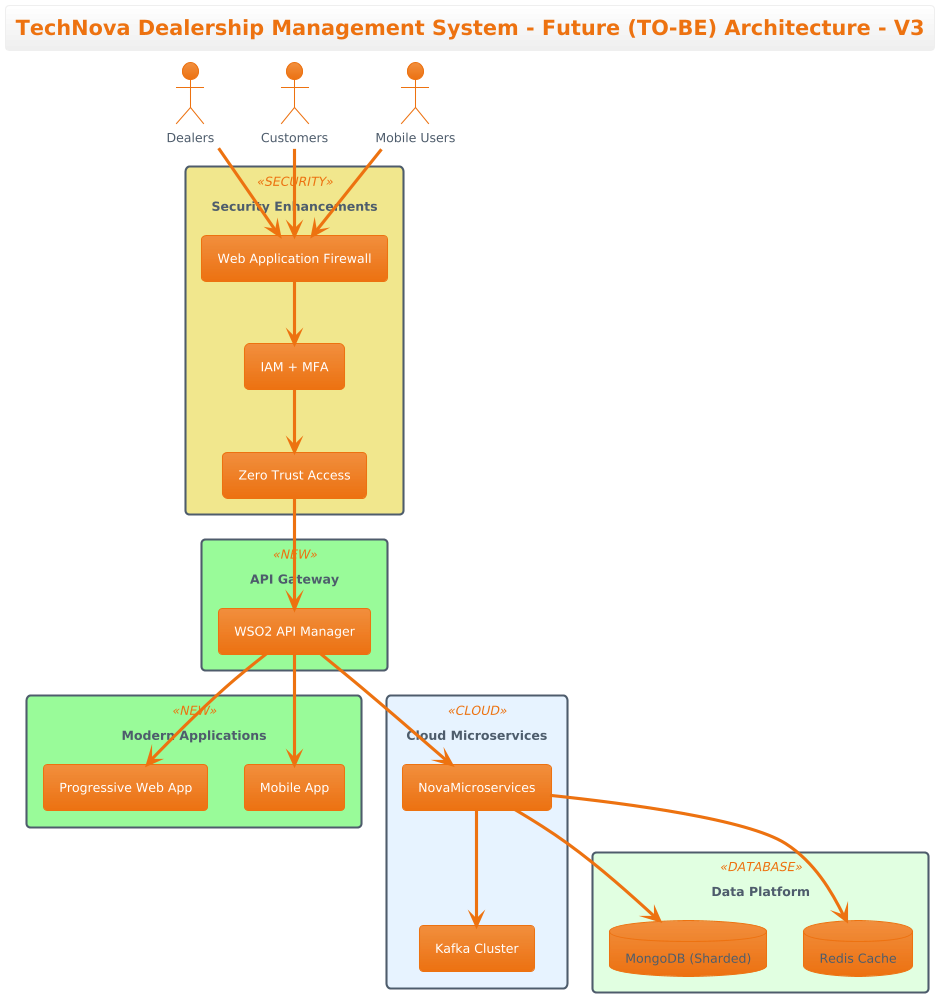 TechNova Dealership Management System - Future (TO-BE) Architecture - V3
Dealers
Customers
Mobile Users
«SECURITY»
Security Enhancements
Web Application Firewall
IAM + MFA
Zero Trust Access
«NEW»
API Gateway
WSO2 API Manager
«NEW»
Modern Applications
Progressive Web App
Mobile App
«CLOUD»
Cloud Microservices
NovaMicroservices
Kafka Cluster
«DATABASE»
Data Platform
MongoDB (Sharded)
Redis Cache